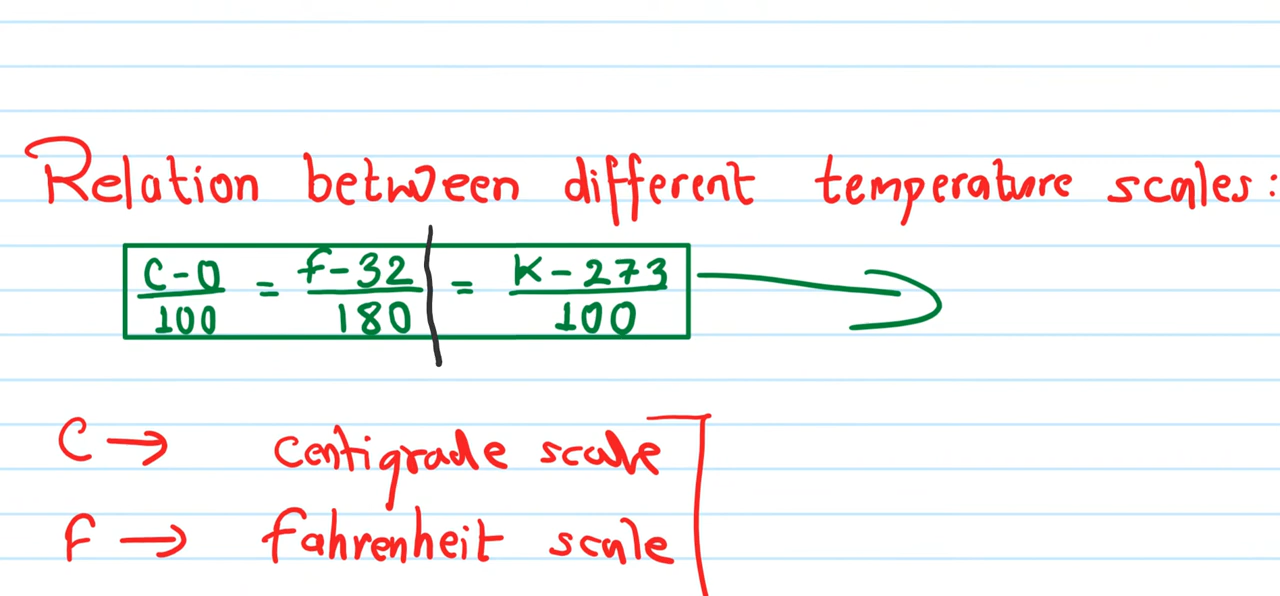 Relation between different temperature scales:
C-0/100 = f-32/180 = K-273/100
C → Centigrade scale
F → fahrenheit scale